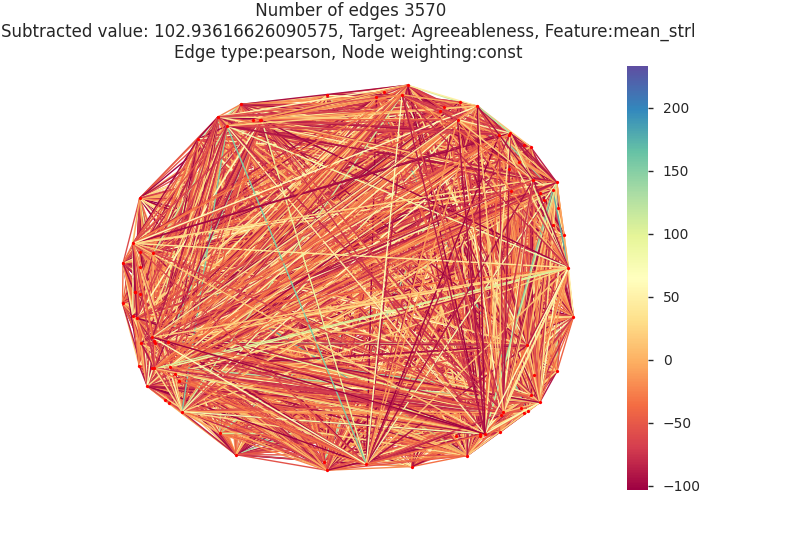 Number of edges 3570
Subtracted value: 102.93616626090575, Target: Agreeableness, Feature:mean_strl
Edge type:pearson, Node weighting:const
200
150
100
50
0
−50
−100